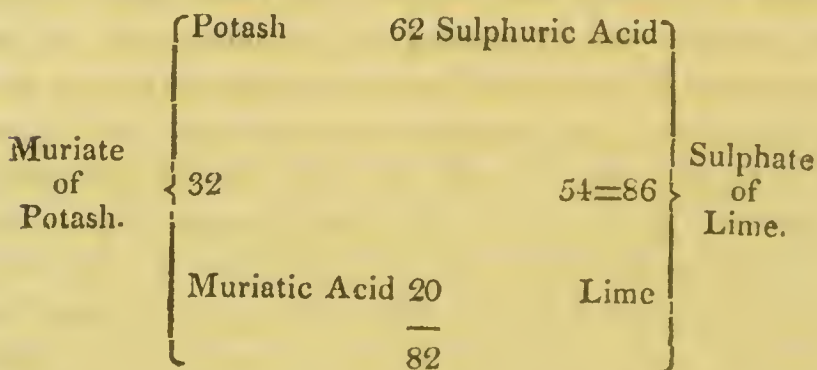 Potash 62 Sulphuric Acid
Muriate
of
Potash.
32 54=86
Sulphate
of
Lime.
Muriatic Acid 20 Lime
82